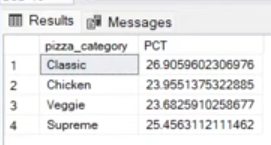 Results Messages
pizza_category PCT
1 Classic 26.9059602306976
2 Chicken 23.9551375322885
3 Veggie 23.6825910258677
4 Supreme 25.4563112111462